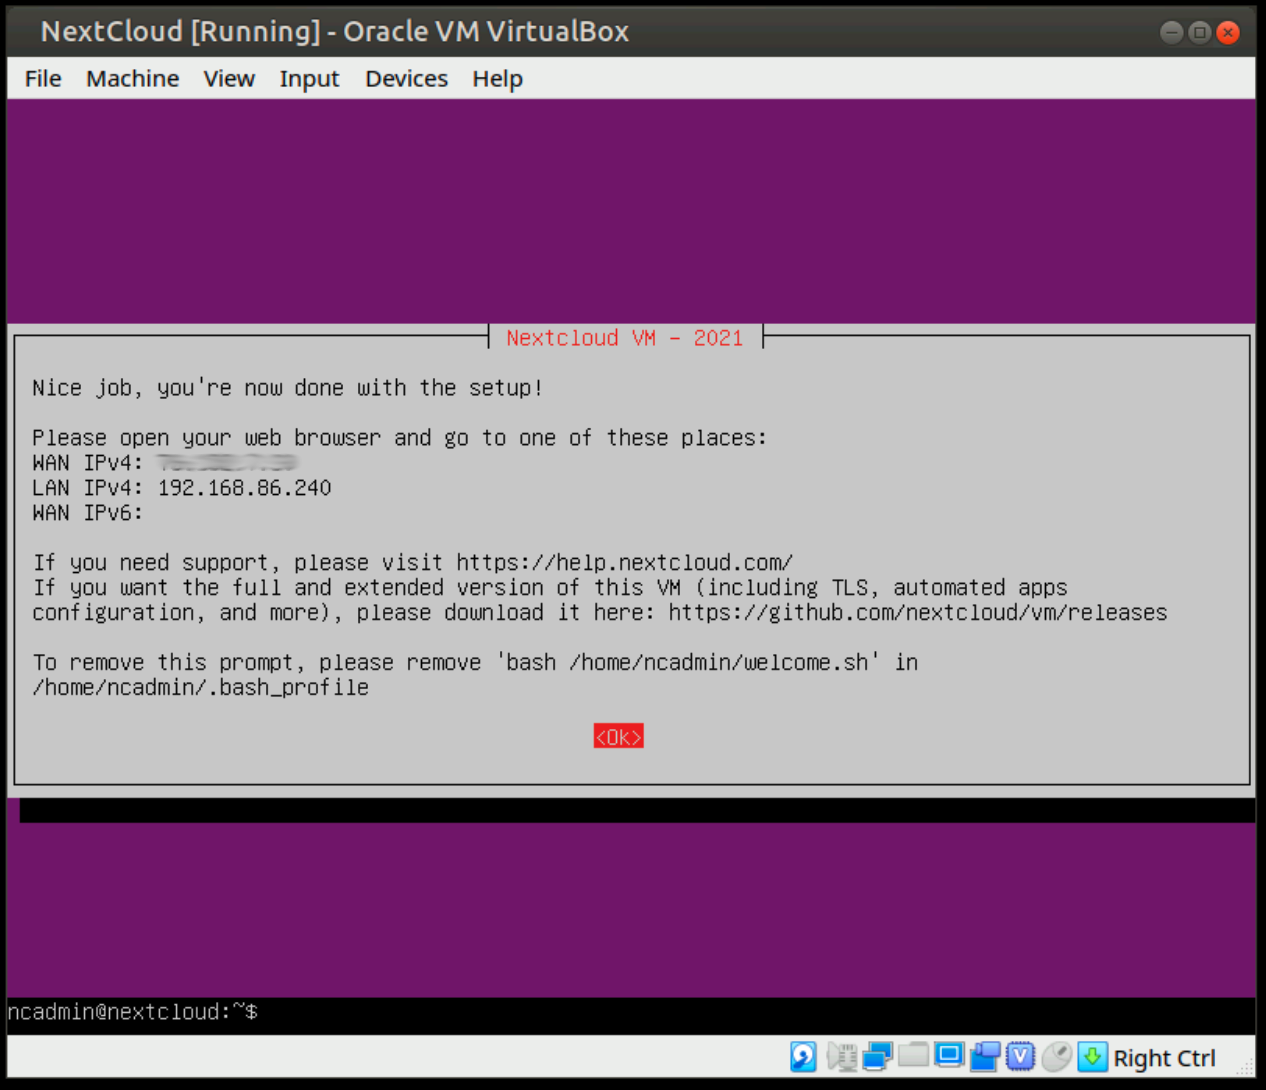 NextCloud [Running] - Oracle VM VirtualBox
File Machine View Input Devices Help
Nextcloud VM - 2021
Nice job, you're now done with the setup!
Please open your web browser and go to one of these places:
WAN IPv4:
LAN IPv4: 192.168.86.240
WAN IPv6:
If you need support, please visit https://help.nextcloud.com/
If you want the full and extended version of this VM (including TLS, automated apps
configuration, and more), please download it here: https://github.com/nextcloud/vm/releases
To remove this prompt, please remove 'bash /home/ncadmin/welcome.sh' in
/home/ncadmin/.bash_profile
<Ok>
ncadmin@nextcloud:~$
Right Ctrl